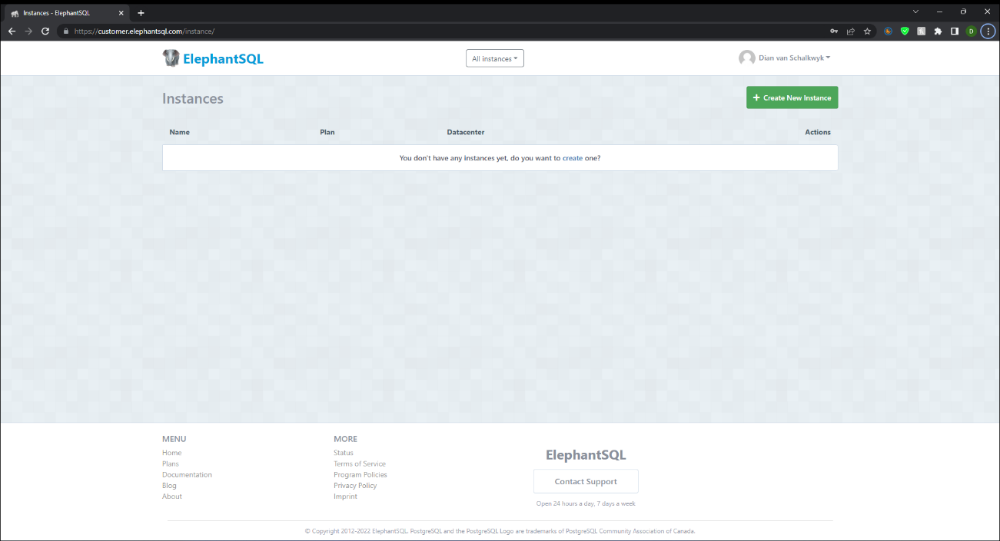 Instances - ElephantSQL
https://customer.elephantsql.com/instance/
D
ElephantSQL
All instances
Dian van Schalkwyk
Instances
+ Create New Instance
Name Plan Datacenter Actions
You don't have any instances yet, do you want to create one?
MENU
Home
Plans
Documentation
Blog
About
MORE
Status
Terms of Service
Program Policies
Privacy Policy
Imprint
ElephantSQL
Contact Support
Open 24 hours a day, 7 days a week
© Copyright 2012-2022 ElephantSQL. PostgreSQL and the PostgreSQL Logo are trademarks of PostgreSQL Community Association of Canada.